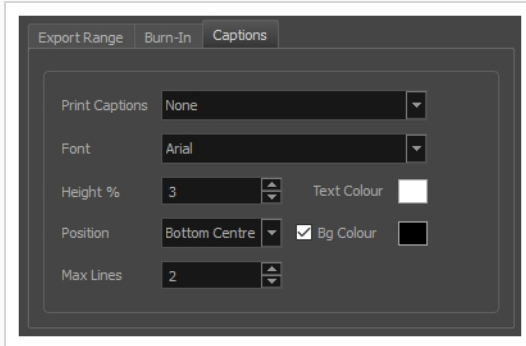 Export Range Burn-In Captions
Print Captions None
Font Arial
Height % 3 Text Colour
Position Bottom Centre Bg Colour
Max Lines 2